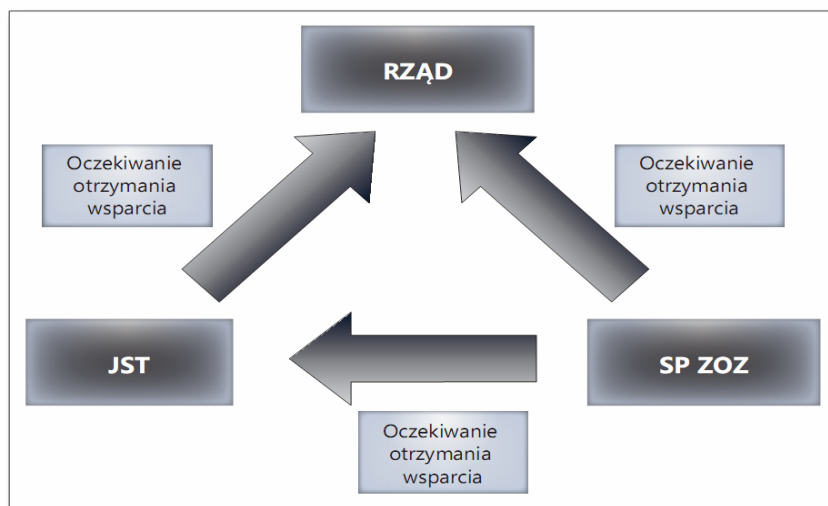 RZĄD
Oczekiwanie
otrzymania
wsparcia
Oczekiwanie
otrzymania
wsparcia
JST
SP ZOZ
Oczekiwanie
otrzymania
wsparcia